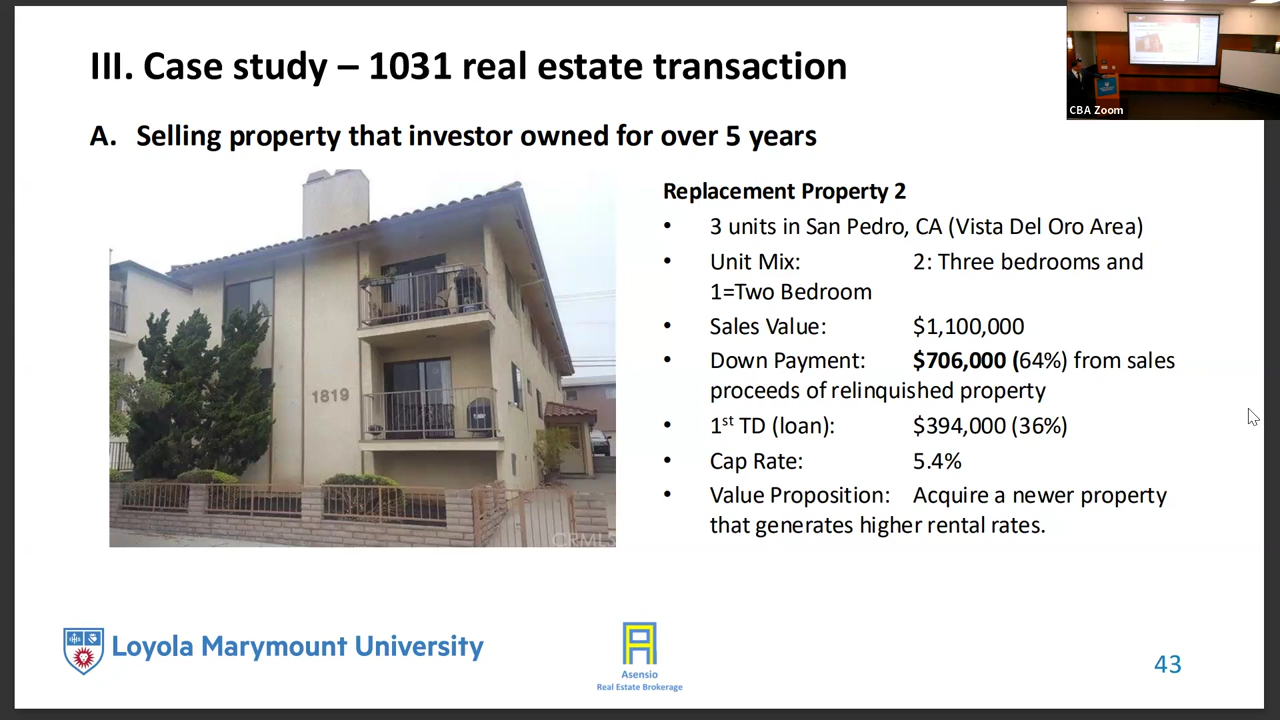 III. Case study – 1031 real estate transaction
CBA Zoom
A. Selling property that investor owned for over 5 years
Replacement Property 2
• 3 units in San Pedro, CA (Vista Del Oro Area)
• Unit Mix: 2: Three bedrooms and
1=Two Bedroom
• Sales Value: $1,100,000
• Down Payment: $706,000 (64%) from sales
proceeds of relinquished property
• 1st TD (loan): $394,000 (36%)
• Cap Rate: 5.4%
• Value Proposition: Acquire a newer property
that generates higher rental rates.
1819
CRMLS
Loyola Marymount University
Asensio
Real Estate Brokerage
43